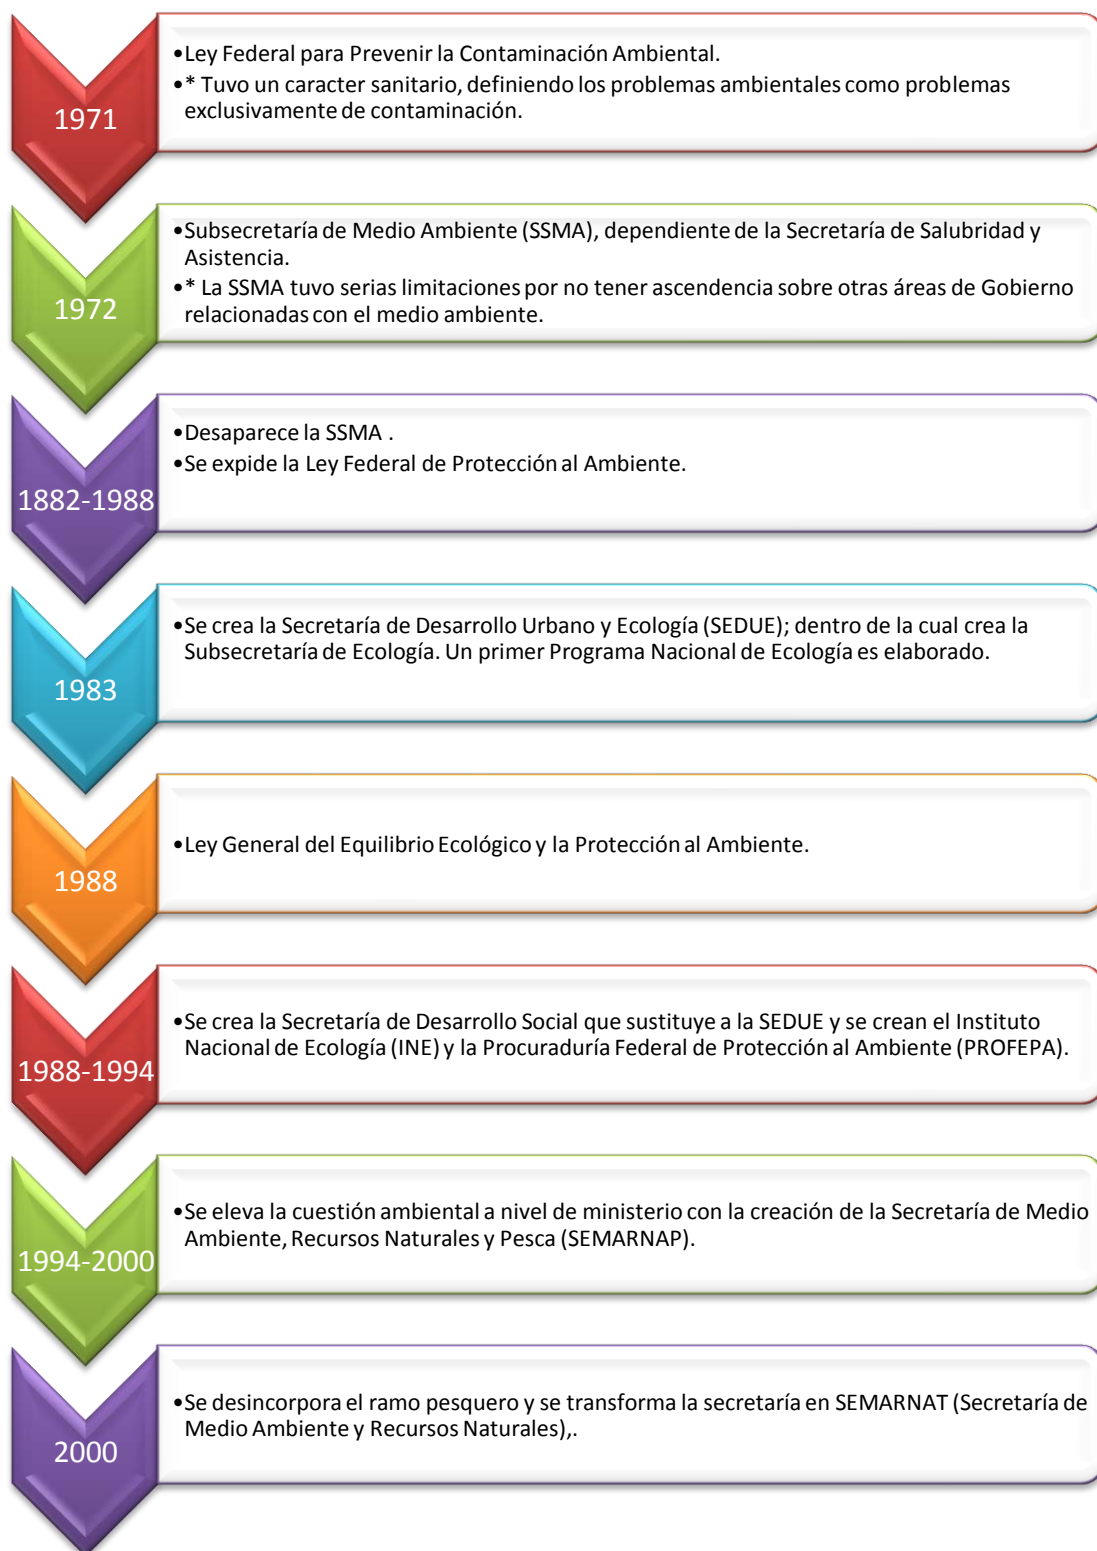 1971
•Ley Federal para Prevenir la Contaminación Ambiental.
•* Tuvo un caracter sanitario, definiendo los problemas ambientales como problemas
exclusivamente de contaminación.
1972
•Subsecretaría de Medio Ambiente (SSMA), dependiente de la Secretaría de Salubridad y
Asistencia.
•* La SSMA tuvo serias limitaciones por no tener ascendencia sobre otras áreas de Gobierno
relacionadas con el medio ambiente.
1882-1988
•Desaparece la SSMA .
•Se expide la Ley Federal de Protección al Ambiente.
1983
•Se crea la Secretaría de Desarrollo Urbano y Ecología (SEDUE); dentro de la cual crea la
Subsecretaría de Ecología. Un primer Programa Nacional de Ecología es elaborado.
1988
•Ley General del Equilibrio Ecológico y la Protección al Ambiente.
1988-1994
•Se crea la Secretaría de Desarrollo Social que sustituye a la SEDUE y se crean el Instituto
Nacional de Ecología (INE) y la Procuraduría Federal de Protección al Ambiente (PROFEPA).
1994-2000
•Se eleva la cuestión ambiental a nivel de ministerio con la creación de la Secretaría de Medio
Ambiente, Recursos Naturales y Pesca (SEMARNAP).
2000
•Se desincorpora el ramo pesquero y se transforma la secretaría en SEMARNAT (Secretaría de
Medio Ambiente y Recursos Naturales),.